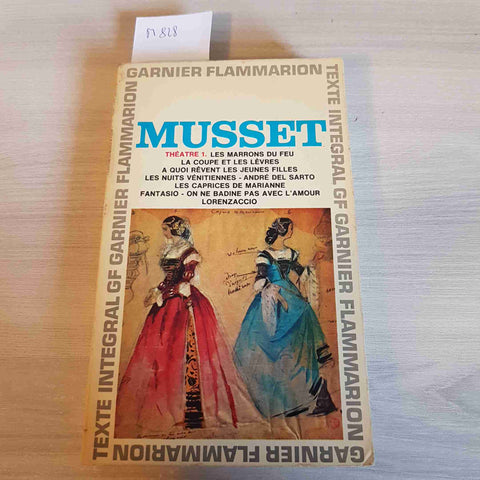 M 828
GARNIER FLAMMARION
MUSSET
THÉATRE 1. LES MARRONS DU FEU
LA COUPE ET LES LÈVRES
A QUOI RÊVENT LES JEUNES FILLES
LES NUITS VÉNITIENNES - ANDRÉ DEL SARTO
LES CAPRICES DE MARIANNE
FANTASIO - ON NE BADINE PAS AVEC L'AMOUR
LORENZACCIO
TEXTE INTEGRAL GF GARNIER FLAMMARION
TEXTE INTEGRAL GF GARNIER FLAMMARION
GARNIER FLAMMARION